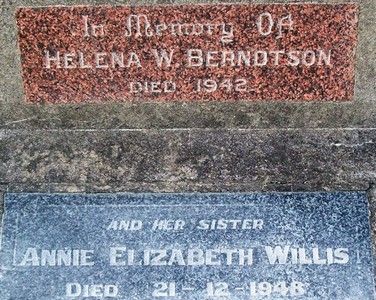 In Memory Of
HELENA W. BERNDTSON
DIED 1942
AND HER SISTER
ANNIE ELIZABETH WILLIS
DIED 21-12-1948